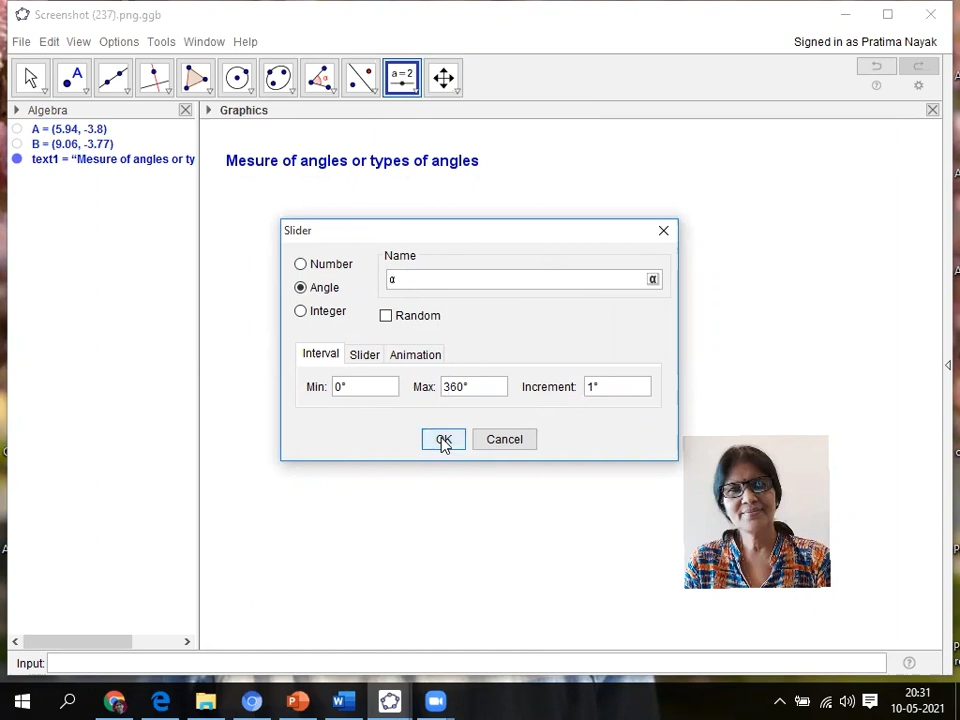 Screenshot (237).png.ggb
File Edit View Options Tools Window Help
Signed in as Pratima Nayak
A
a = 2
α
Algebra
Graphics
A = (5.94, -3.8)
B = (9.06, -3.77)
text1 = “Mesure of angles or ty
Mesure of angles or types of angles
Slider
Number
Angle
Integer
Name
α
α
Random
Interval
Slider
Animation
Min: 0°
Max: 360°
Increment: 1°
OK
Cancel
Input:
20:31
10-05-2021